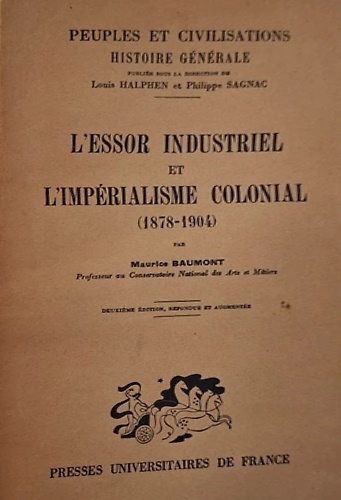 PEUPLES ET CIVILISATIONS
HISTOIRE GÉNÉRALE
PUBLIÉE SOUS LA DIRECTION DE
Louis HALPHEN et Philippe SAGNAC
L'ESSOR INDUSTRIEL
ET
L'IMPÉRIALISME COLONIAL
(1878-1904)
PAR
Maurice BAUMONT
Professeur au Conservatoire National des Arts et Métiers
DEUXIÈME ÉDITION, REFONDUE ET AUGMENTÉE
PRESSES UNIVERSITAIRES DE FRANCE